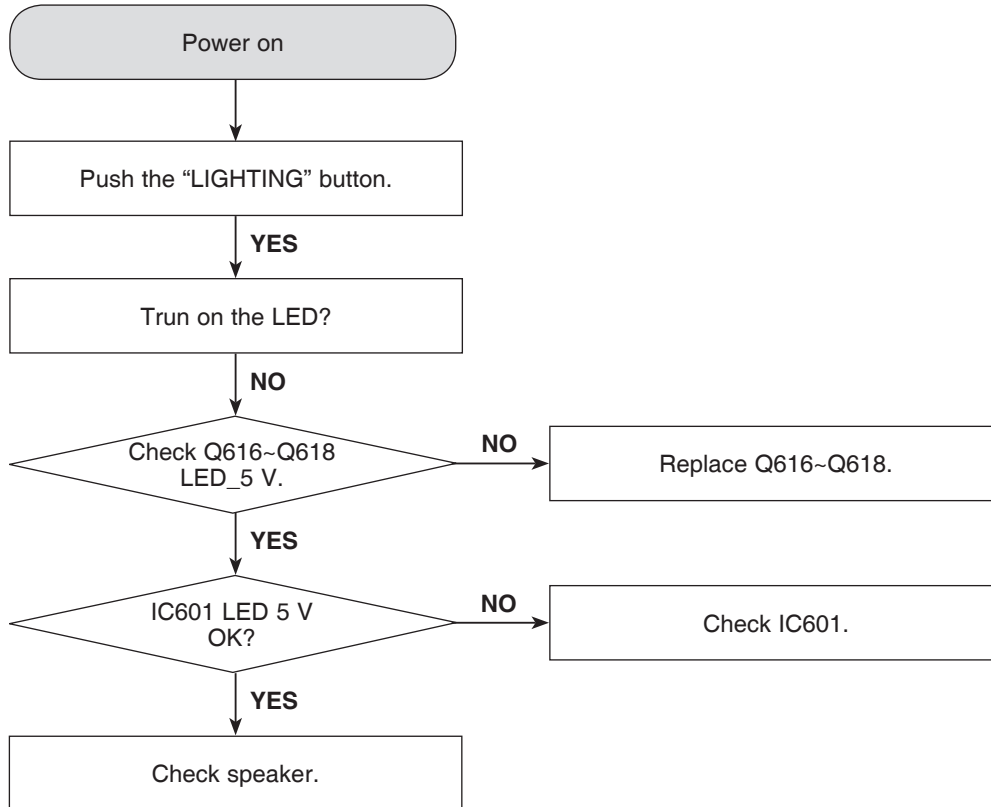 Power on
Push the “LIGHTING” button.
YES
Trun on the LED?
NO
Check Q616~Q618
LED_5 V.
NO
Replace Q616~Q618.
YES
IC601 LED 5 V
OK?
NO
Check IC601.
YES
Check speaker.